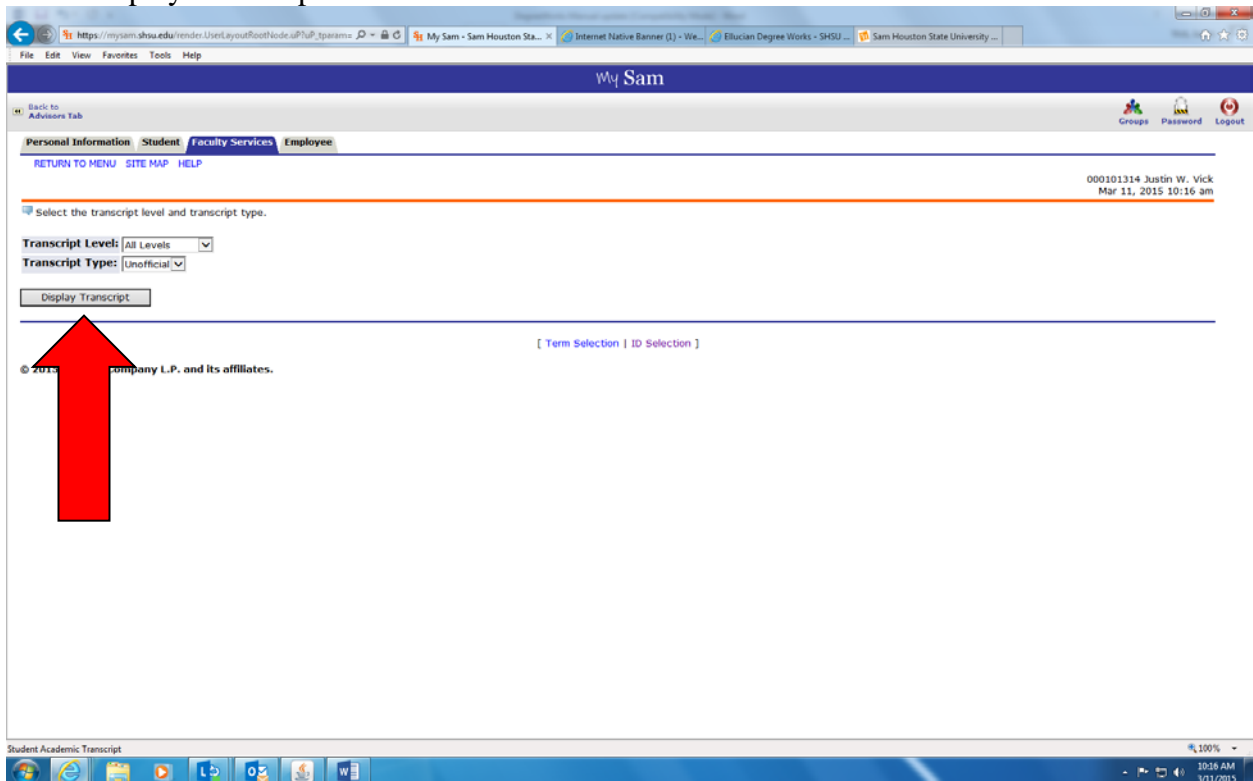 https://mysam.shsu.edu/render.UserLayoutRootNode.uP?uP_tparam=
My Sam - Sam Houston Sta...
Internet Native Banner (1) - We...
Ellucian Degree Works - SHSU ...
Sam Houston State University ...
File Edit View Favorites Tools Help
My Sam
Back to
Advisors Tab
Groups Password Logout
Personal Information Student Faculty Services Employee
RETURN TO MENU SITE MAP HELP
000101314 Justin W. Vick
Mar 11, 2015 10:16 am
Select the transcript level and transcript type.
Transcript Level: All Levels
Transcript Type: Unofficial
Display Transcript
[ Term Selection | ID Selection ]
L.P. and its affiliates.
Student Academic Transcript
100%
10:16 AM
3/11/2015